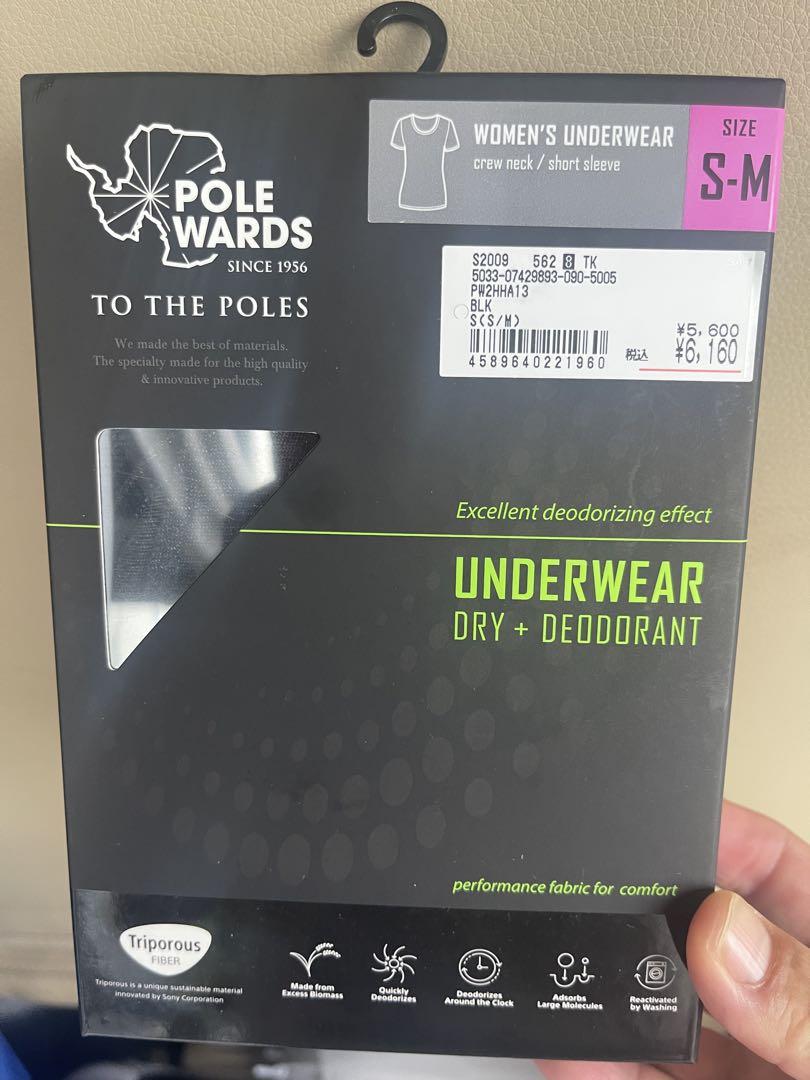 POLE
WARDS
SINCE 1956
TO THE POLES
We made the best of materials.
The specialty made for the high quality
& innovative products.
WOMEN'S UNDERWEAR
crew neck / short sleeve
SIZE
S-M
S2009 562 8 TK
5033-07429893-090-5005
PW2HHA13
BLK
S(S/M)
4589640221960
¥5,600
税込 ¥6,160
Excellent deodorizing effect
UNDERWEAR
DRY + DEODORANT
performance fabric for comfort
Triporous
FIBER
Triporous is a unique sustainable material
innovated by Sony Corporation
Made from
Excess Biomass
Quickly
Deodorizes
Deodorizes
Around the Clock
Adsorbs
Large Molecules
Reactivated
by Washing